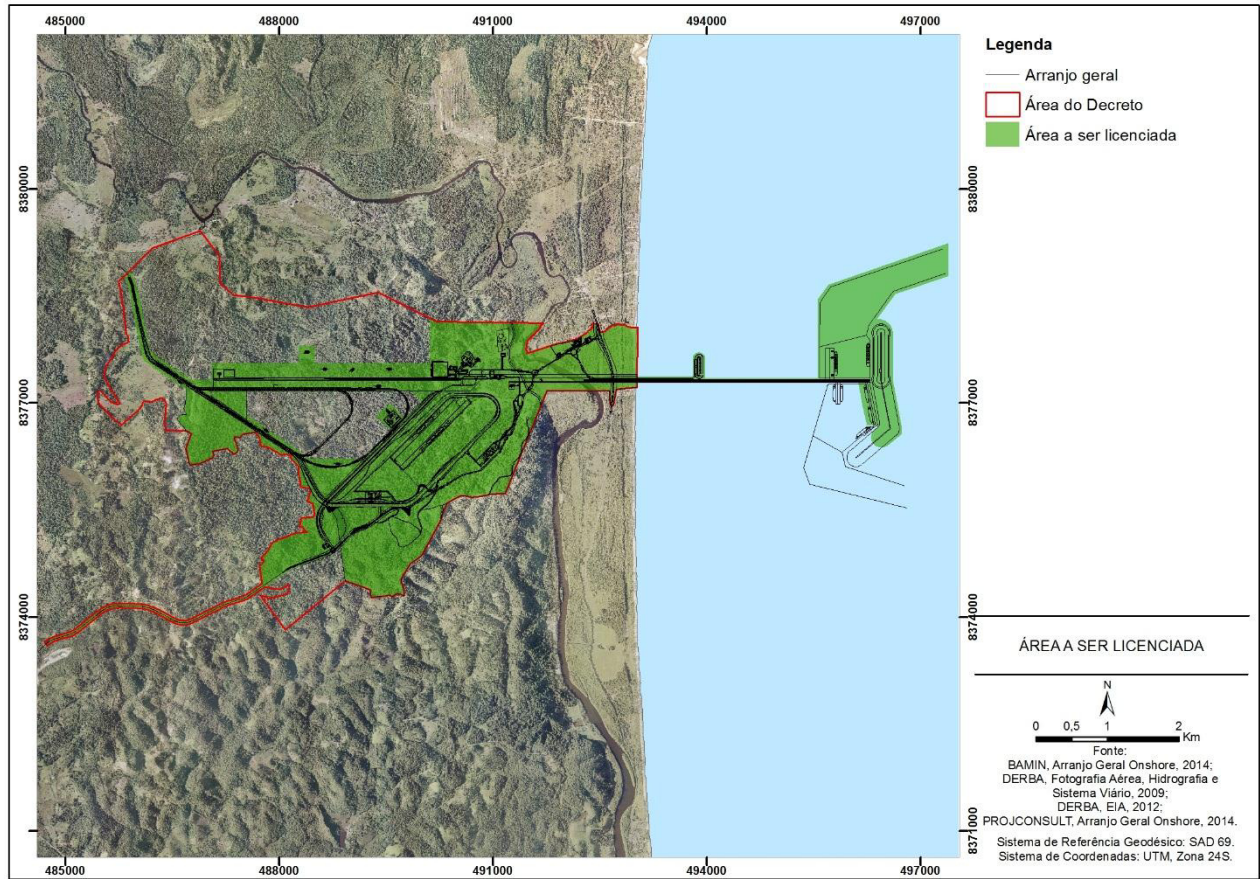 485000
488000
491000
494000
497000
Legenda
Arranjo geral
Área do Decreto
Área a ser licenciada
8380000
8380000
8377000
8377000
8374000
8374000
8371000
ÁREA A SER LICENCIADA
N
0 0,5 1 2
Km
Fonte:
BAMIN, Arranjo Geral Onshore, 2014;
DERBA, Fotografia Aérea, Hidrografia e
Sistema Viário, 2009;
DERBA, EIA, 2012;
PROJCONSULT, Arranjo Geral Onshore, 2014.
Sistema de Referência Geodésico: SAD 69.
Sistema de Coordenadas: UTM, Zona 24S.
485000
488000
491000
494000
497000